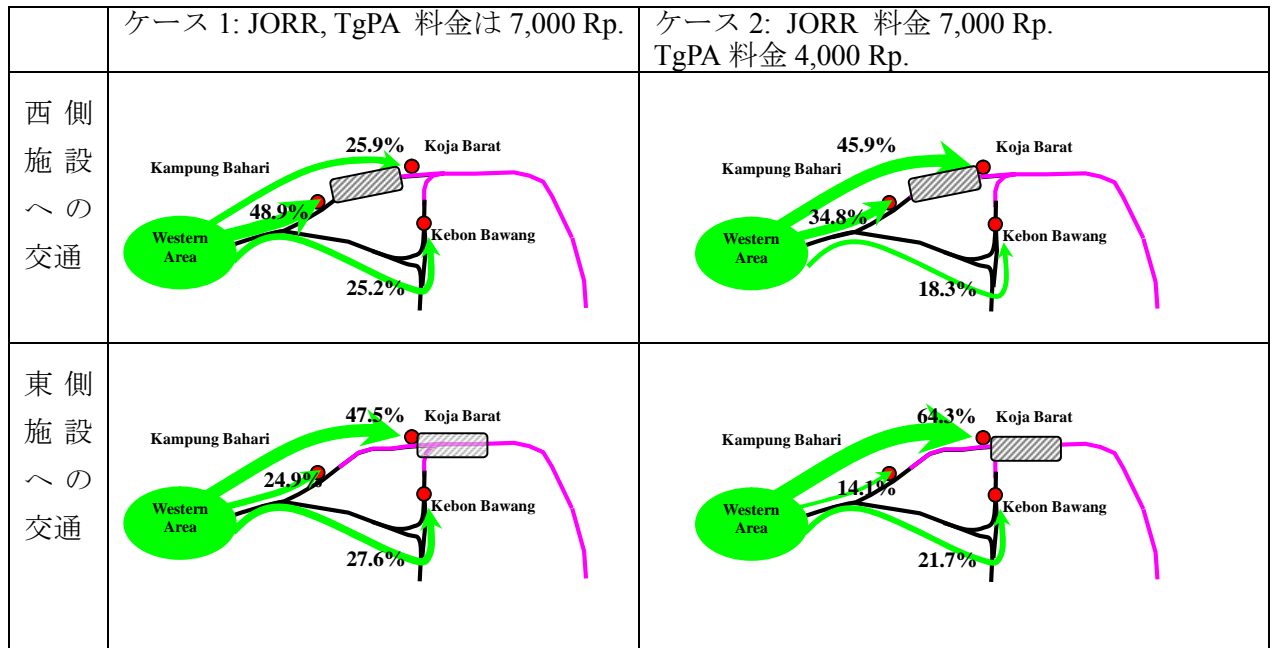 ケース 1: JORR, TgPA 料金は 7,000 Rp.
ケース 2: JORR 料金 7,000 Rp.
TgPA 料金 4,000 Rp.
西側
施設
への
交通
25.9%
Koja Barat
Kampung Bahari
48.9%
Western
Area
Kebon Bawang
25.2%
45.9%
Koja Barat
Kampung Bahari
34.8%
Western
Area
Kebon Bawang
18.3%
東側
施設
への
交通
47.5%
Koja Barat
Kampung Bahari
24.9%
Western
Area
Kebon Bawang
27.6%
64.3%
Koja Barat
Kampung Bahari
14.1%
Western
Area
Kebon Bawang
21.7%